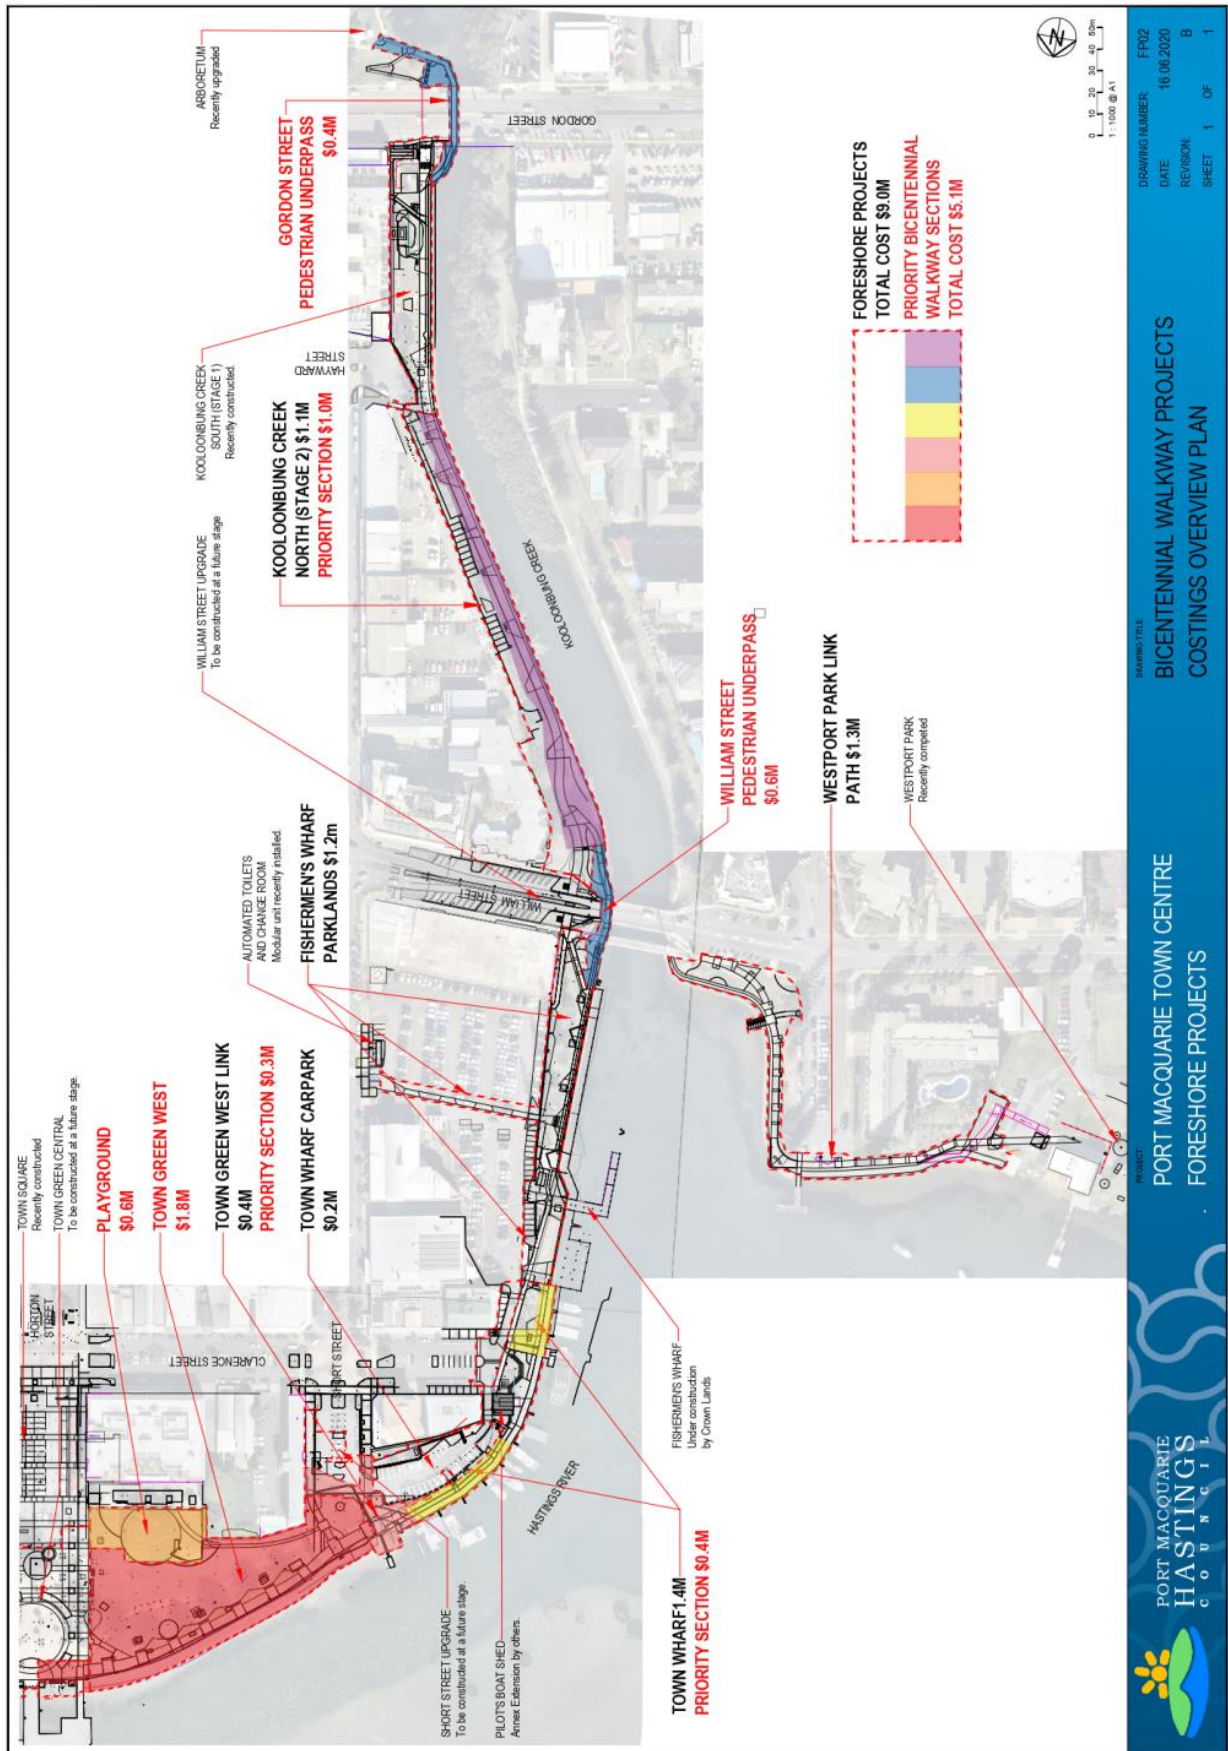 TOWN SQUARE
Recently constructed
TOWN GREEN CENTRAL
To be constructed at a future stage.
PLAYGROUND
$0.6M
TOWN GREEN WEST
$1.8M
TOWN GREEN WEST LINK
$0.4M
PRIORITY SECTION $0.3M
TOWN WHARF CARPARK
$0.2M
AUTOMATED TOILETS
AND CHANGE ROOM
Modular unit recently installed.
FISHERMEN'S WHARF
PARKLANDS $1.2m
WILLIAM STREET UPGRADE
To be constructed at a future stage
KOOLOONBUNG CREEK
NORTH (STAGE 2) $1.1M
PRIORITY SECTION $1.0M
KOOLOONBUNG CREEK
SOUTH (STAGE 1)
Recently constructed.
GORDON STREET
PEDESTRIAN UNDERPASS
$0.4M
ARBORETUM
Recently upgraded
HORTON
STREET
CLARENCE STREET
SHORT STREET
WILLIAM STREET
HAYWARD
STREET
GORDON STREET
KOOLOONBUNG CREEK
HASTINGS RIVER
SHORT STREET UPGRADE
To be constructed at a future stage.
PILOT'S BOAT SHED
Annex Extension by others.
TOWN WHARF1.4M
PRIORITY SECTION $0.4M
FISHERMEN'S WHARF
Under construction
by Crown Lands
WILLIAM STREET
PEDESTRIAN UNDERPASS
$0.6M
WESTPORT PARK LINK
PATH $1.3M
WESTPORT PARK
Recently competed
FORESHORE PROJECTS
TOTAL COST $9.0M
PRIORITY BICENTENNIAL
WALKWAY SECTIONS
TOTAL COST $5.1M
0 10 20 30 40 50m
1 : 1000 @ A1
PORT MACQUARIE
HASTINGS
COUNCIL
PROJECT:
PORT MACQUARIE TOWN CENTRE
FORESHORE PROJECTS
DRAWING TITLE:
BICENTENNIAL WALKWAY PROJECTS
COSTINGS OVERVIEW PLAN
DRAWING NUMBER: FP02
DATE: 16.06.2020
REVISION: B
SHEET 1 OF 1